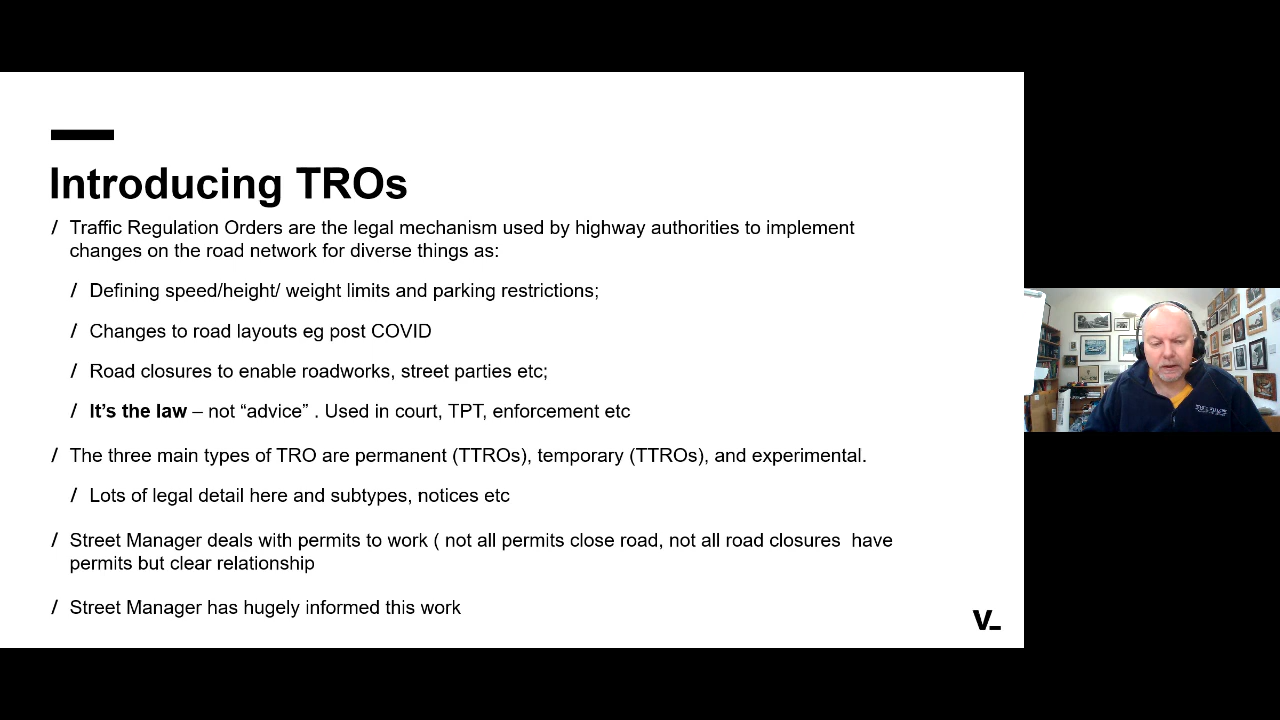 Introducing TROs
/ Traffic Regulation Orders are the legal mechanism used by highway authorities to implement
changes on the road network for diverse things as:
/ Defining speed/height/ weight limits and parking restrictions;
/ Changes to road layouts eg post COVID
/ Road closures to enable roadworks, street parties etc;
/ It’s the law – not “advice” . Used in court, TPT, enforcement etc
/ The three main types of TRO are permanent (TTROs), temporary (TTROs), and experimental.
/ Lots of legal detail here and subtypes, notices etc
/ Street Manager deals with permits to work ( not all permits close road, not all road closures  have
permits but clear relationship
/ Street Manager has hugely informed this work
V_